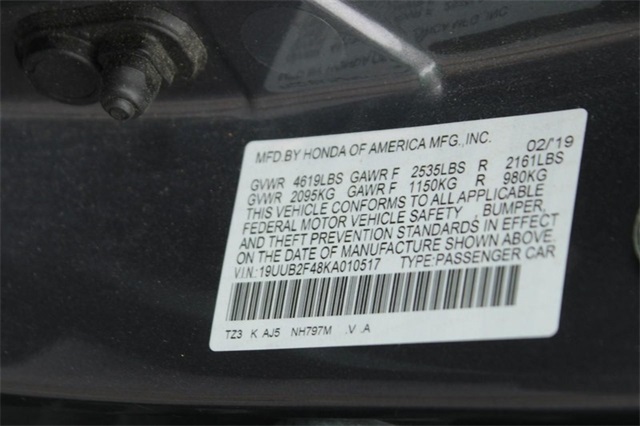 MFD.BY HONDA OF AMERICA MFG.,INC. 02/'19
GVWR 4619LBS GAWR F 2535LBS R 2161LBS
GVWR 2095KG GAWR F 1150KG R 980KG
THIS VEHICLE CONFORMS TO ALL APPLICABLE
FEDERAL MOTOR VEHICLE SAFETY , BUMPER,
AND THEFT PREVENTION STANDARDS IN EFFECT
ON THE DATE OF MANUFACTURE SHOWN ABOVE.
V.I.N.:19UUB2F48KA010517 TYPE:PASSENGER CAR
TZ3 K AJ5 NH797M .V .A